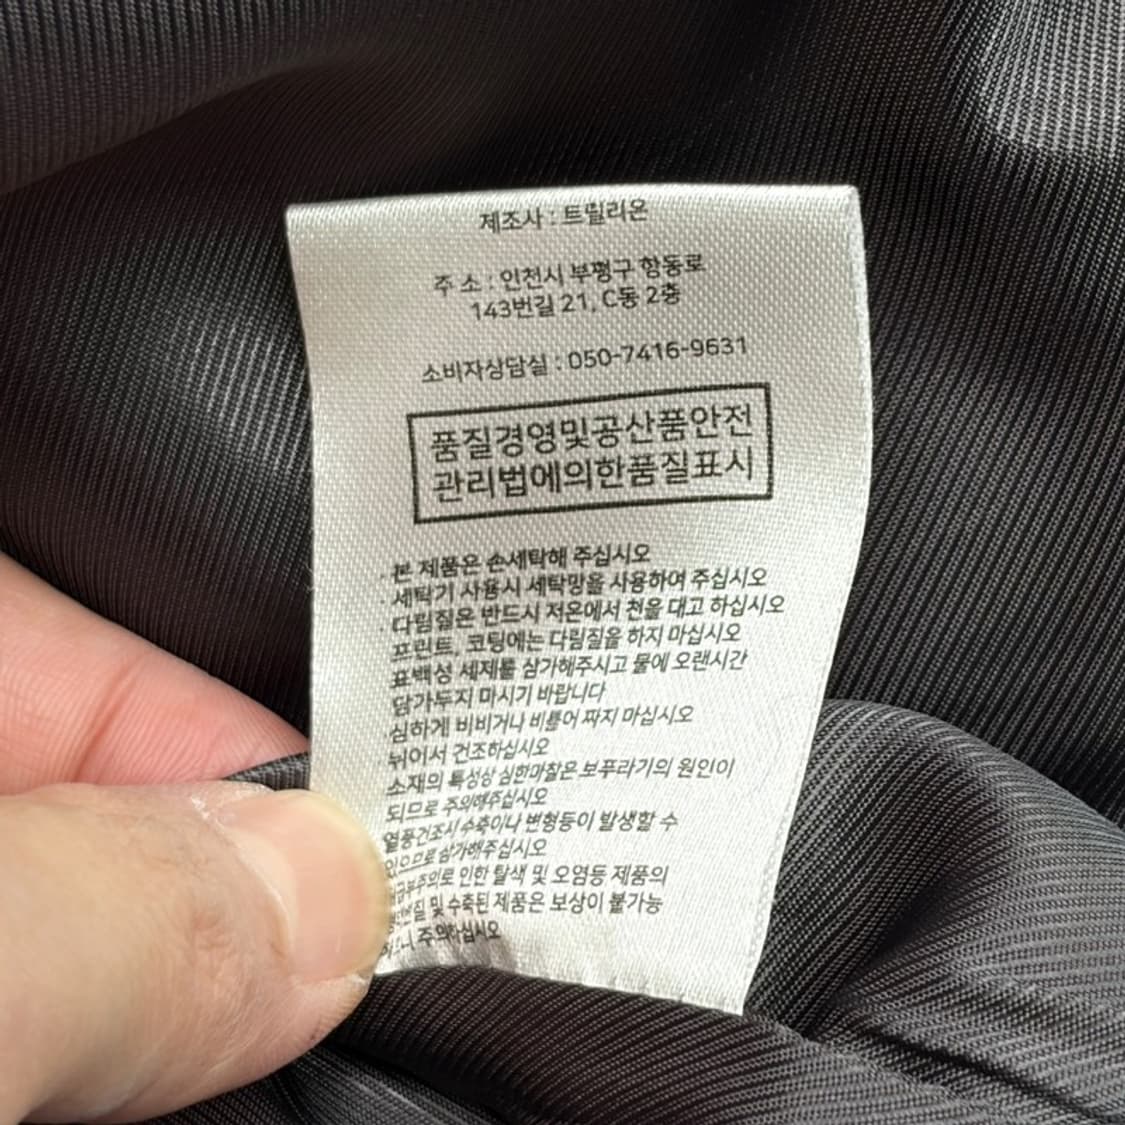 제조사 : 트릴리온
주 소 : 인천시 부평구 항동로
143번길 21, C동 2층
소비자상담실 : 050-7416-9631
품질경영및공산품안전
관리법에의한품질표시
. 본 제품은 손세탁해 주십시오
. 세탁기 사용시 세탁망을 사용하여 주십시오
. 다림질은 반드시 저온에서 천을 대고 하십시오
프린트, 코팅에는 다림질을 하지 마십시오
표백성 세제를 삼가해주시고 물에 오랜시간
담가두지 마시기 바랍니다
심하게 비비거나 비틀어 짜지 마십시오
뉘어서 건조하십시오
소재의 특성상 심한마찰은 보푸라기의 원인이
되므로 주의해주십시오
열풍건조시 수축이나 변형등이 발생할 수
있으므로 삼가해주십시오
인한 탈색 및 오염등 제품의
및 수축된 제품은 보상이 불가능
주의하십시오